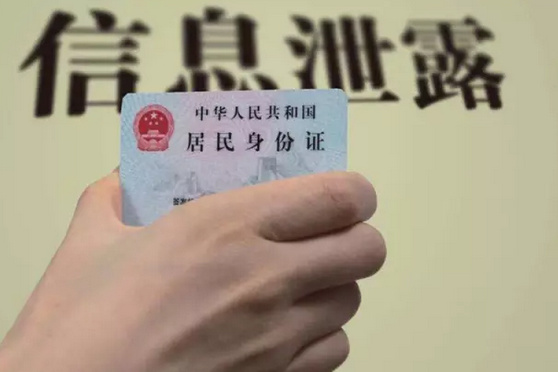 信息泄露
中华人民共和国
居民身份证